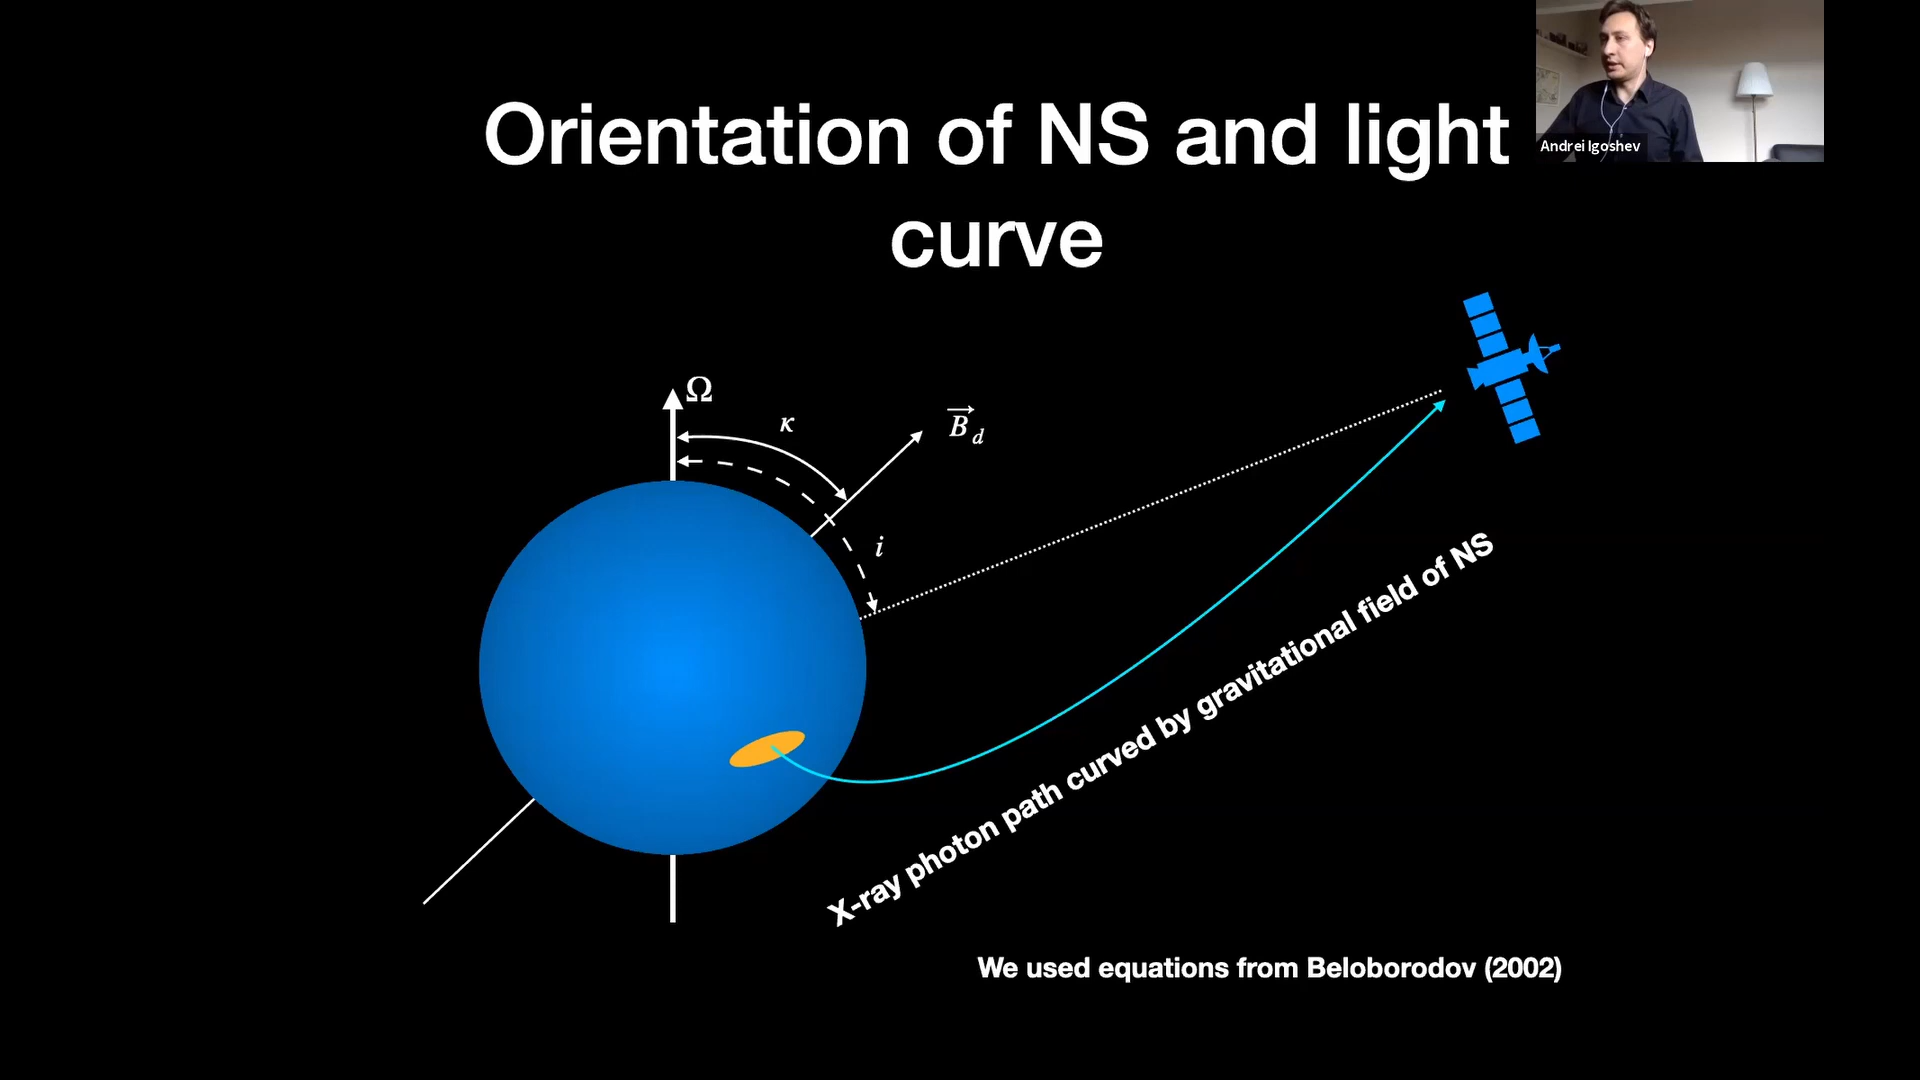 Orientation of NS and light
curve
Andrei Igoshev
Ω
κ
B⃗_d
i
X-ray photon path curved by gravitational field of NS
We used equations from Beloborodov (2002)